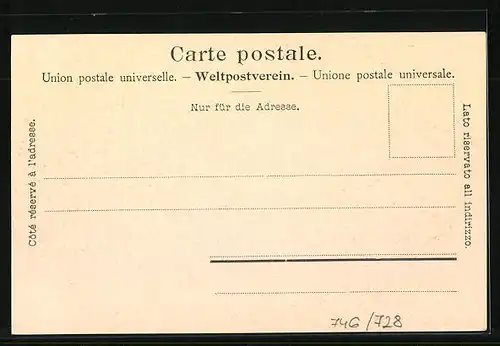 Carte postale.
Union postale universelle. – Weltpostverein. – Unione postale universale.
Nur für die Adresse.
Côté réservé à l'adresse.
Lato riservato all indirizzo.
746/728